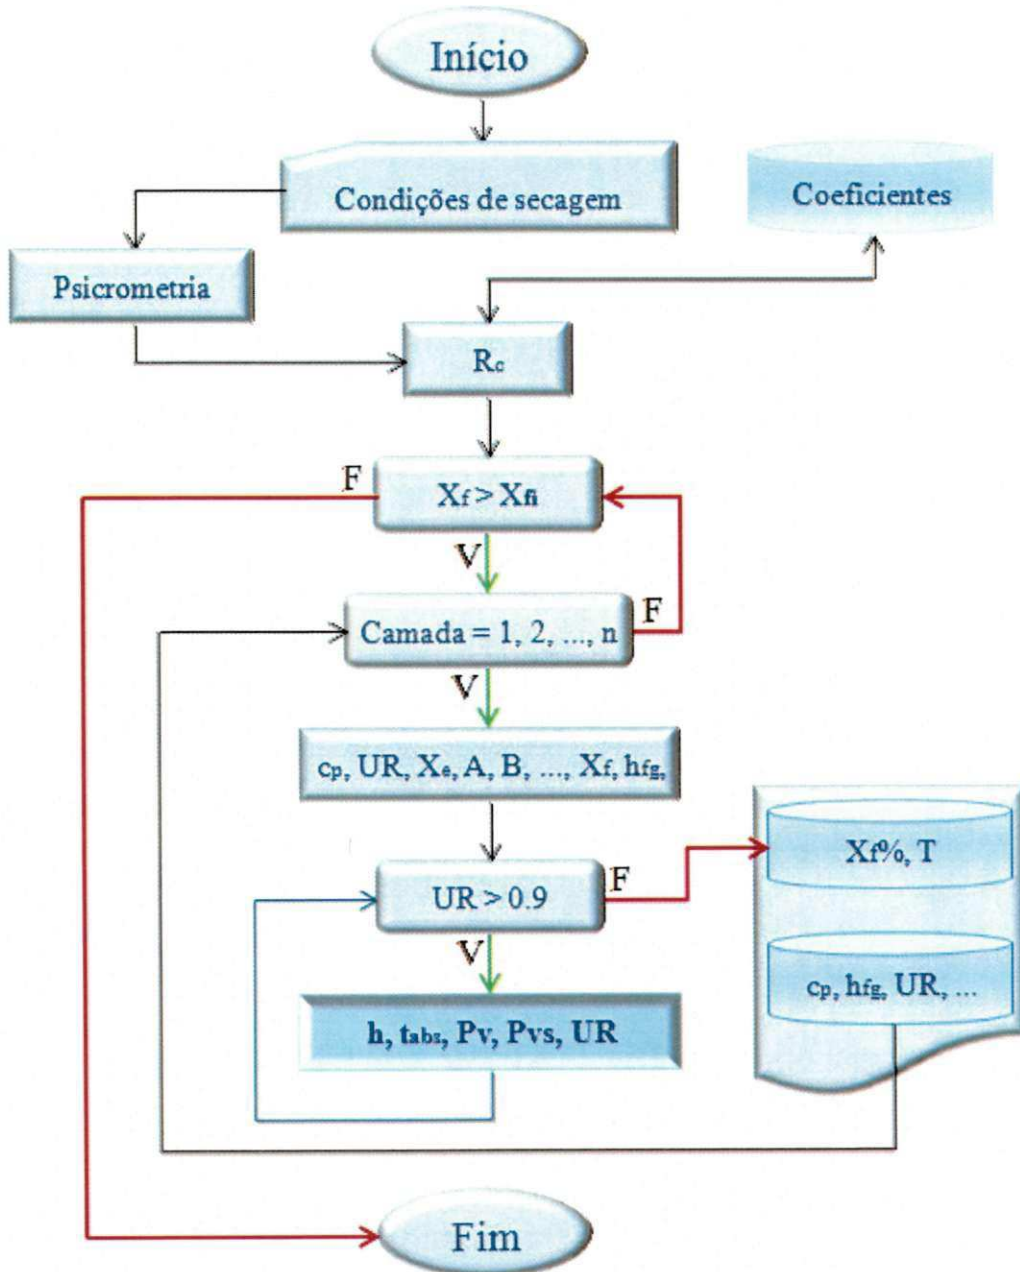 Início
Condições de secagem
Coeficientes
Psicrometria
Rc
F
Xf > Xfi
V
Camada = 1, 2, ..., n
F
V
cp, UR, Xe, A, B, ..., Xf, hfg,
Xf%, T
UR > 0.9
F
V
cp, hfg, UR, ...
h, tabs, Pv, Pvs, UR
Fim